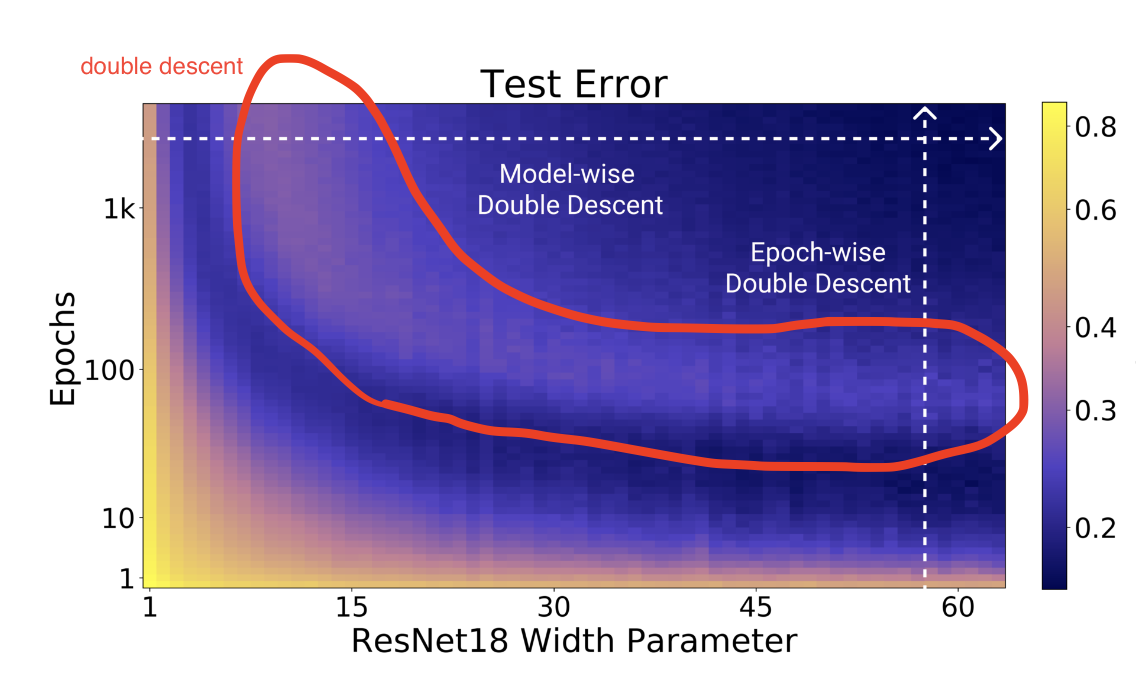 double descent
Test Error
Model-wise
Double Descent
Epoch-wise
Double Descent
Epochs
1k
100
10
1
1 15 30 45 60
ResNet18 Width Parameter
0.8
0.6
0.4
0.3
0.2